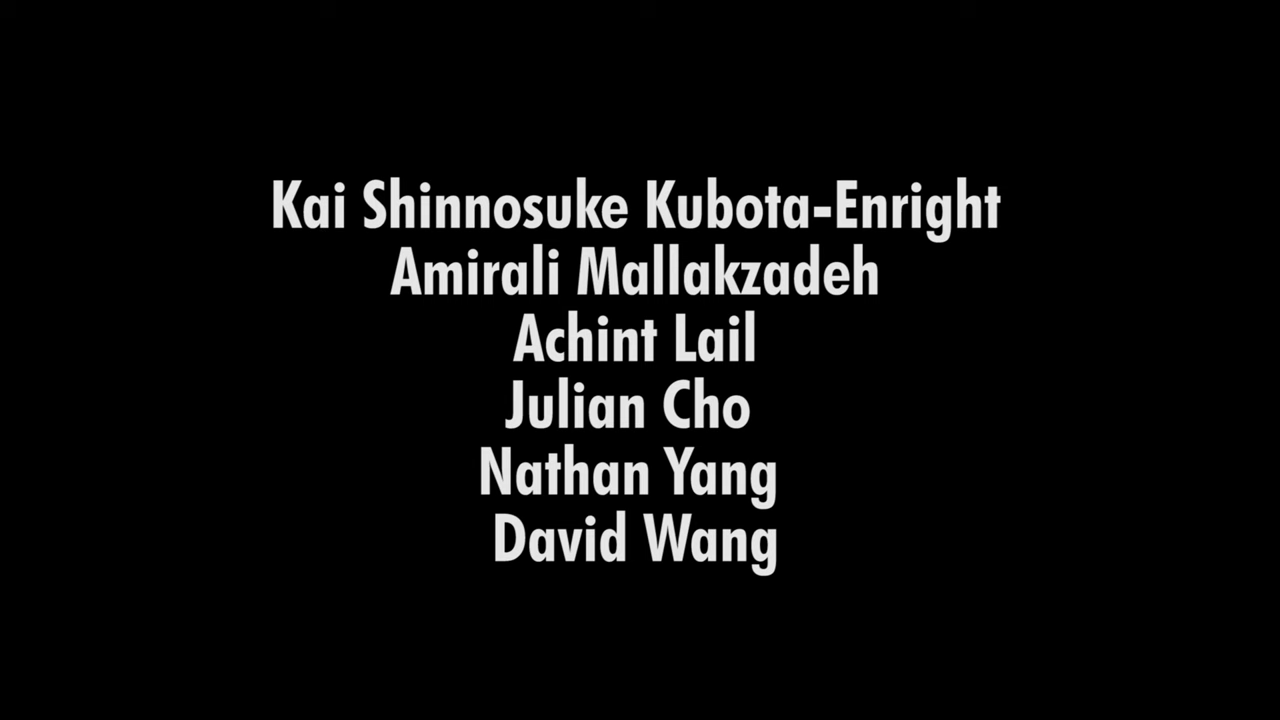 Kai Shinnosuke Kubota-Enright
Amirali Mallakzadeh
Achint Lail
Julian Cho
Nathan Yang
David Wang